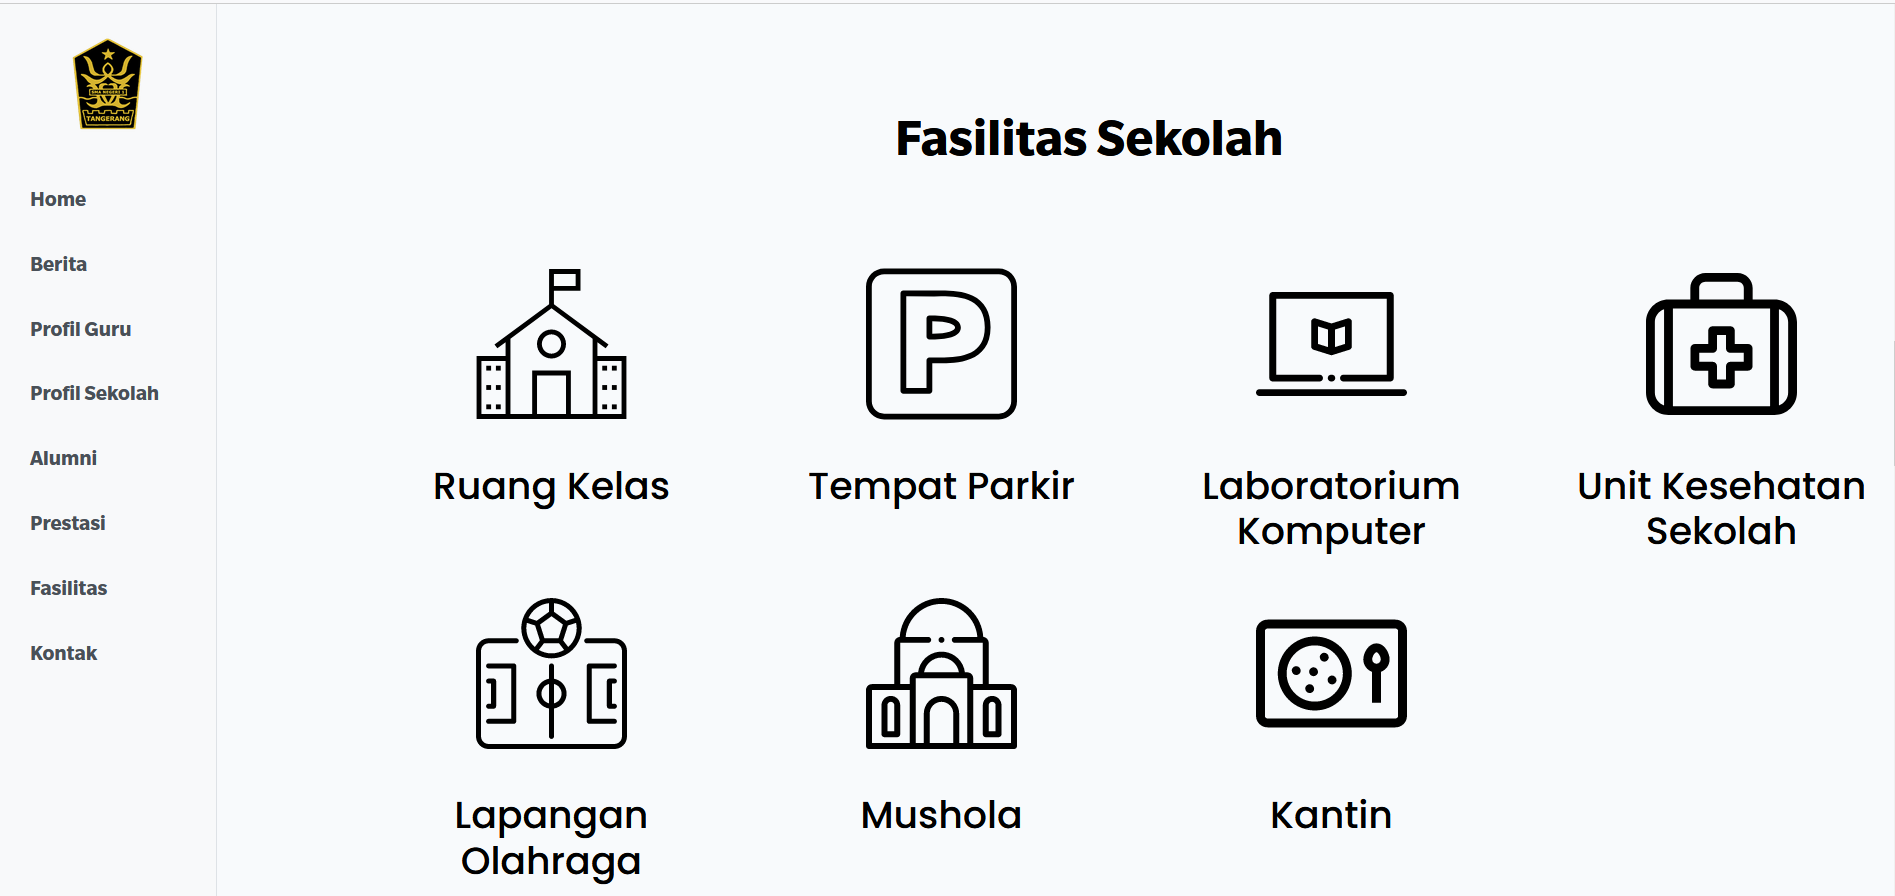 SMA NEGERI 1
TANGERANG
Home
Berita
Profil Guru
Profil Sekolah
Alumni
Prestasi
Fasilitas
Kontak
Fasilitas Sekolah
Ruang Kelas
Tempat Parkir
Laboratorium
Komputer
Unit Kesehatan
Sekolah
Lapangan
Olahraga
Mushola
Kantin